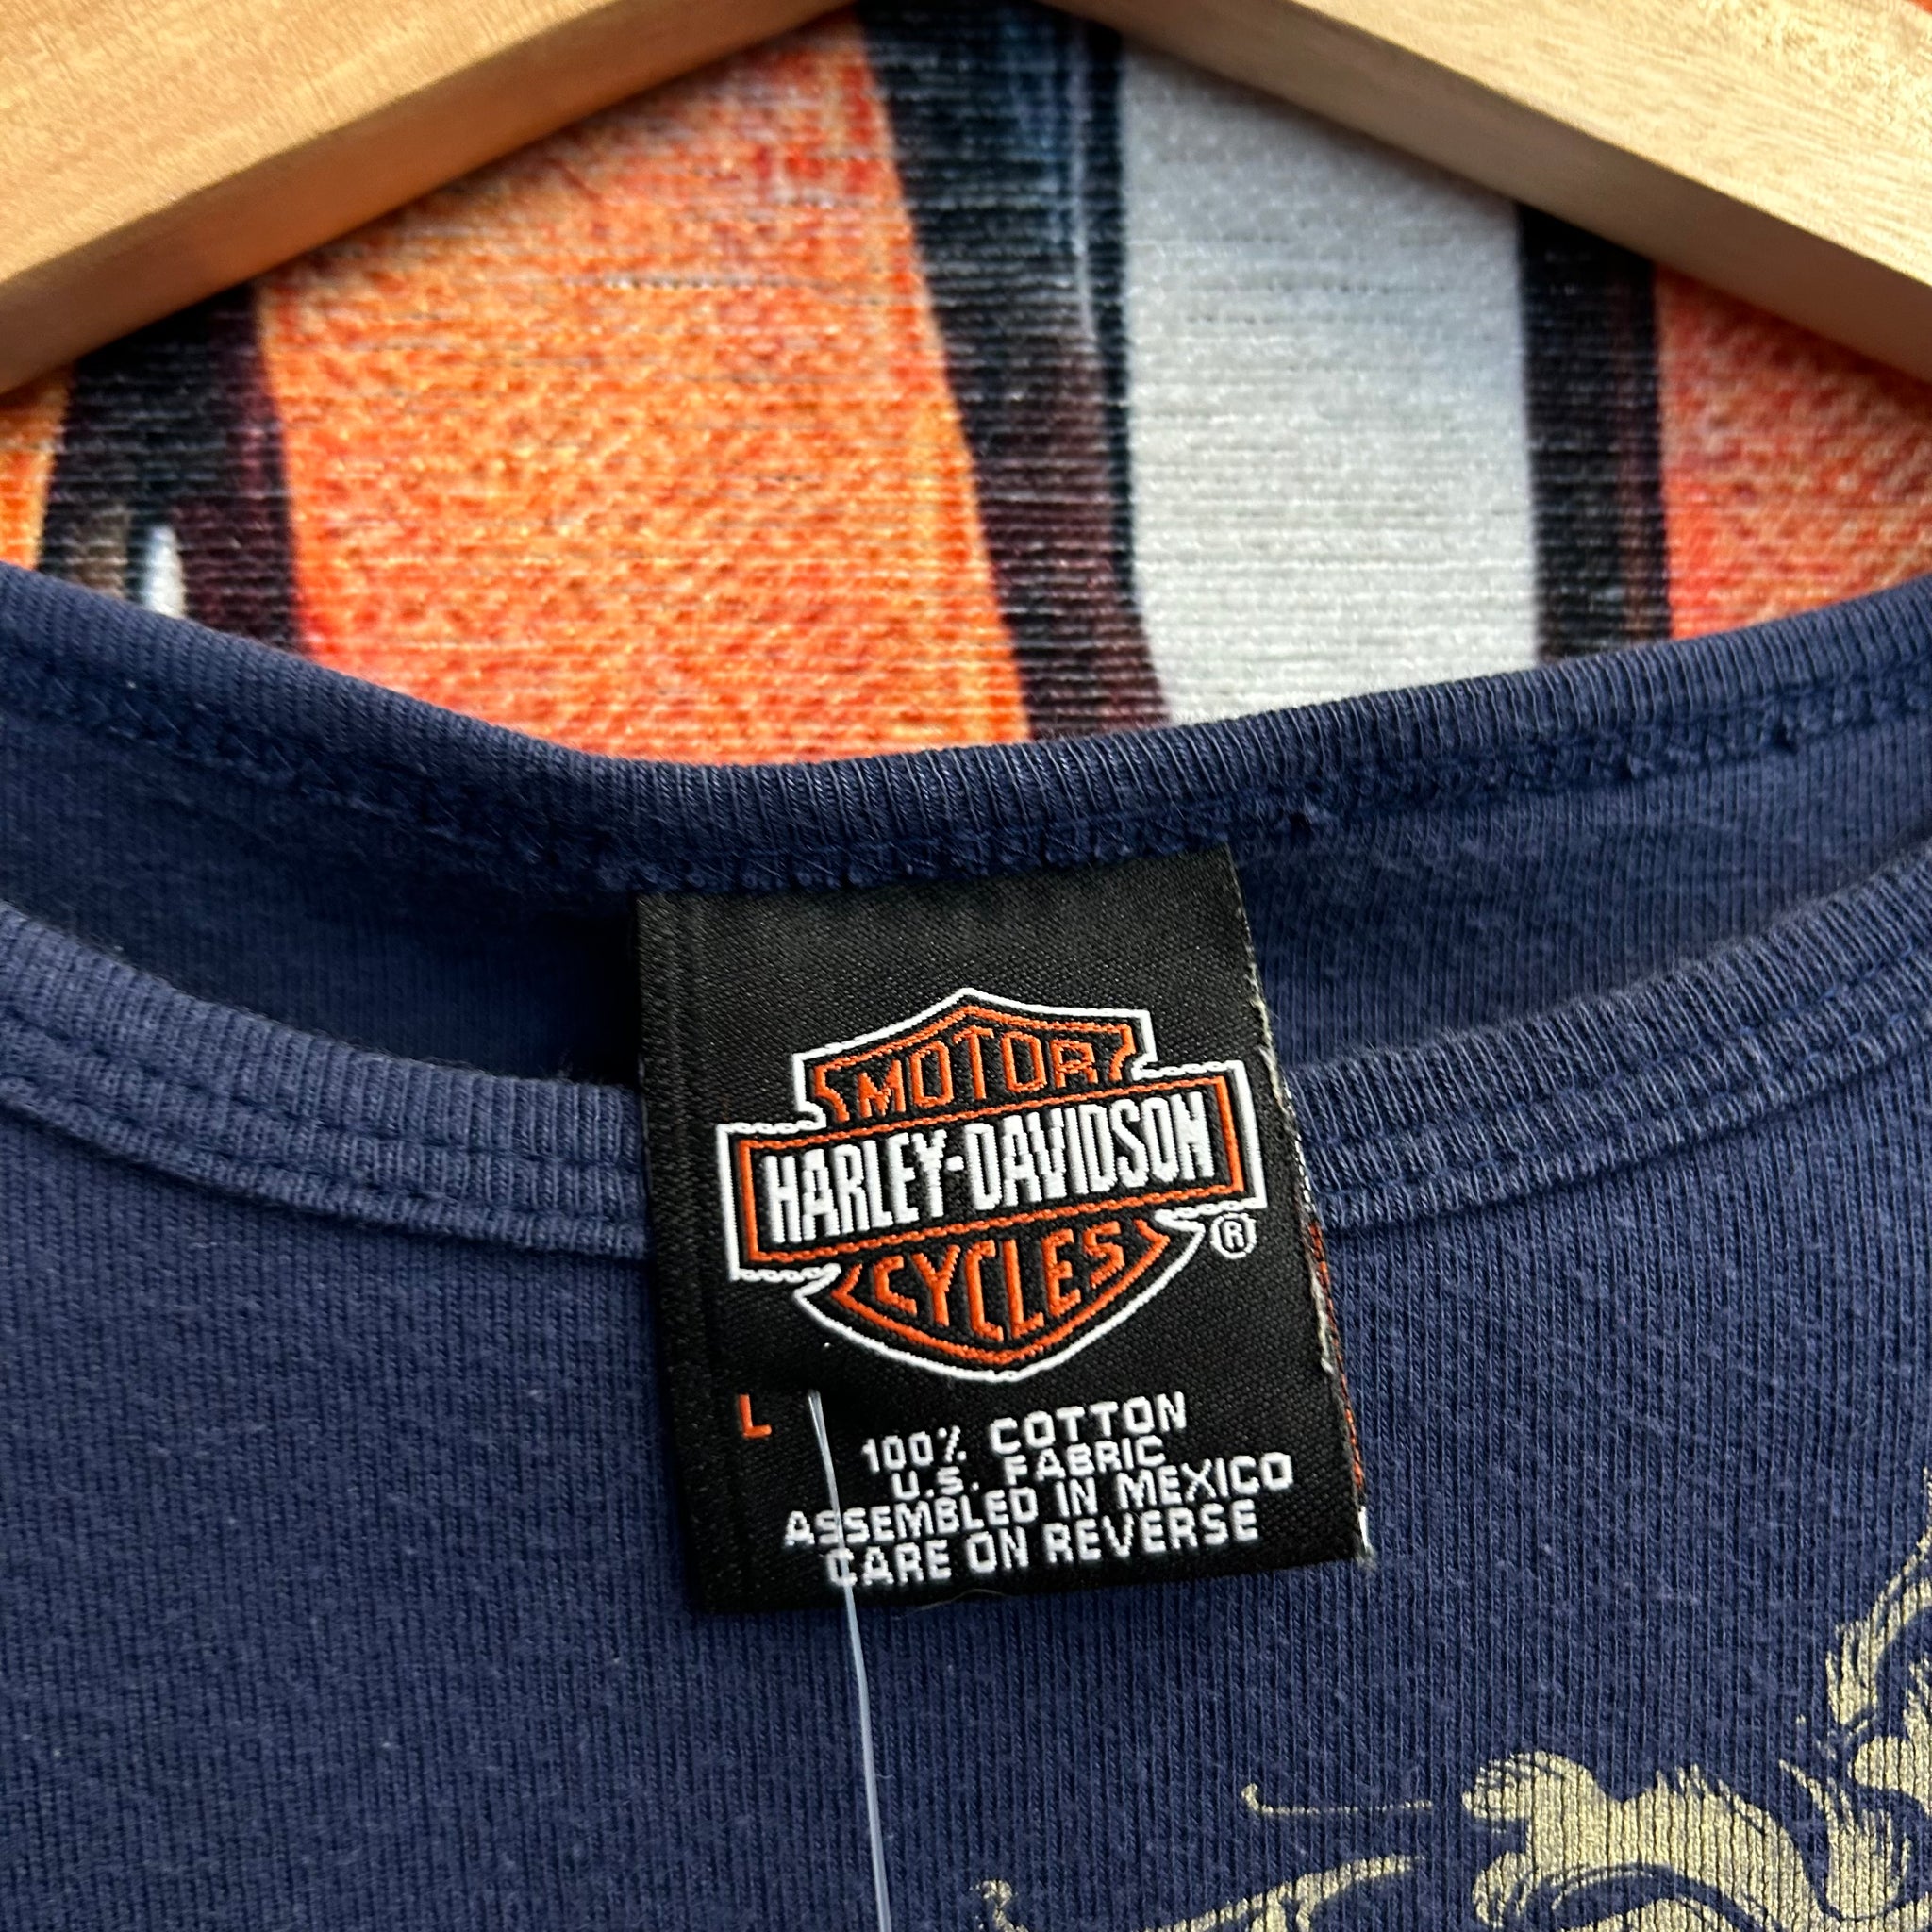 MOTOR
HARLEY-DAVIDSON
CYCLES
®
L
100% COTTON
U.S. FABRIC
ASSEMBLED IN MEXICO
CARE ON REVERSE